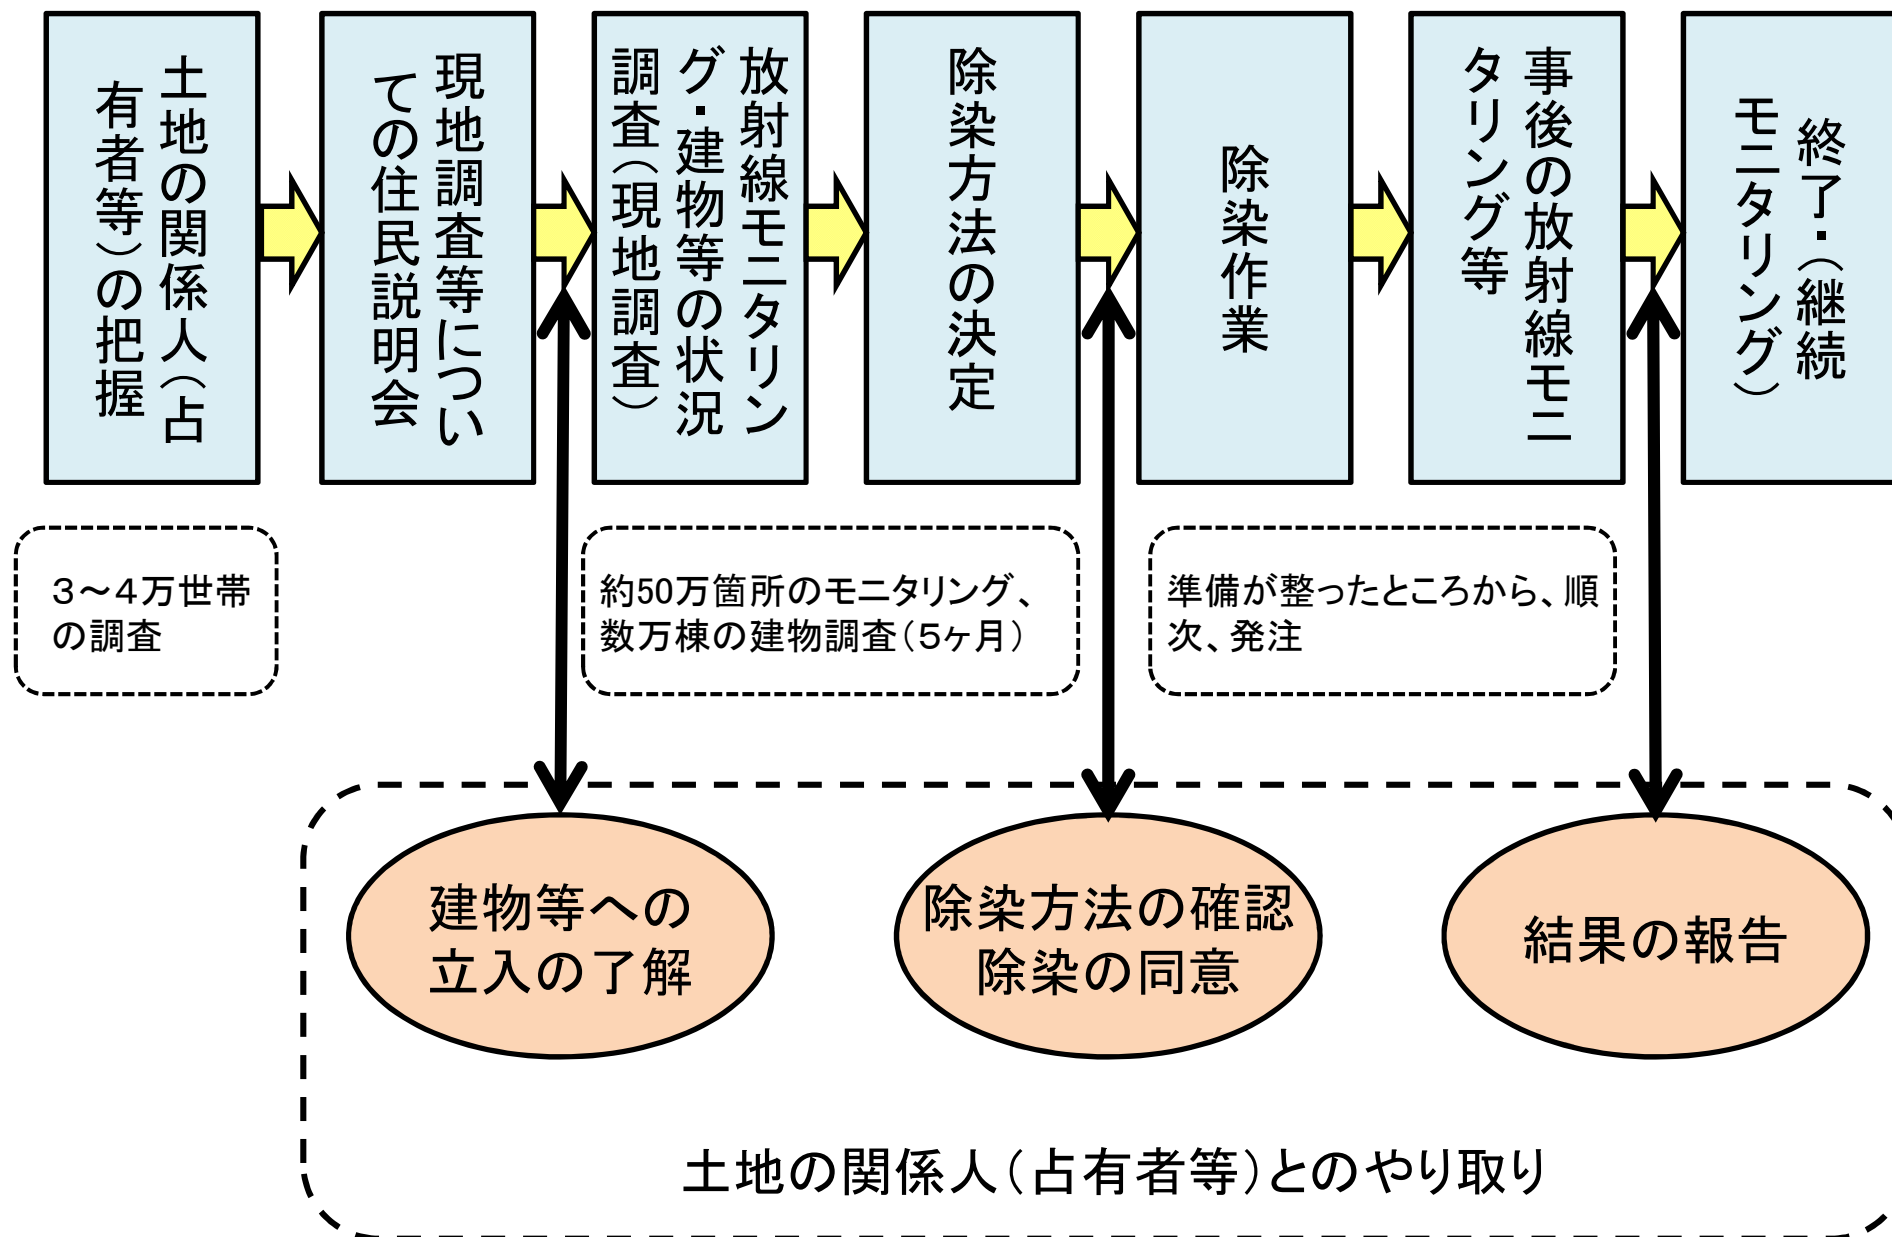 土地の関係人（占
有者等）の把握
現地調査等につい
ての住民説明会
放射線モニタリン
グ・建物等の状況
調査（現地調査）
除染方法の決定
除染作業
事後の放射線モニ
タリング等
終了・（継続
モニタリング）
３～４万世帯
の調査
約50万箇所のモニタリング、
数万棟の建物調査（５ヶ月）
準備が整ったところから、順
次、発注
建物等への
立入の了解
除染方法の確認
除染の同意
結果の報告
土地の関係人（占有者等）とのやり取り